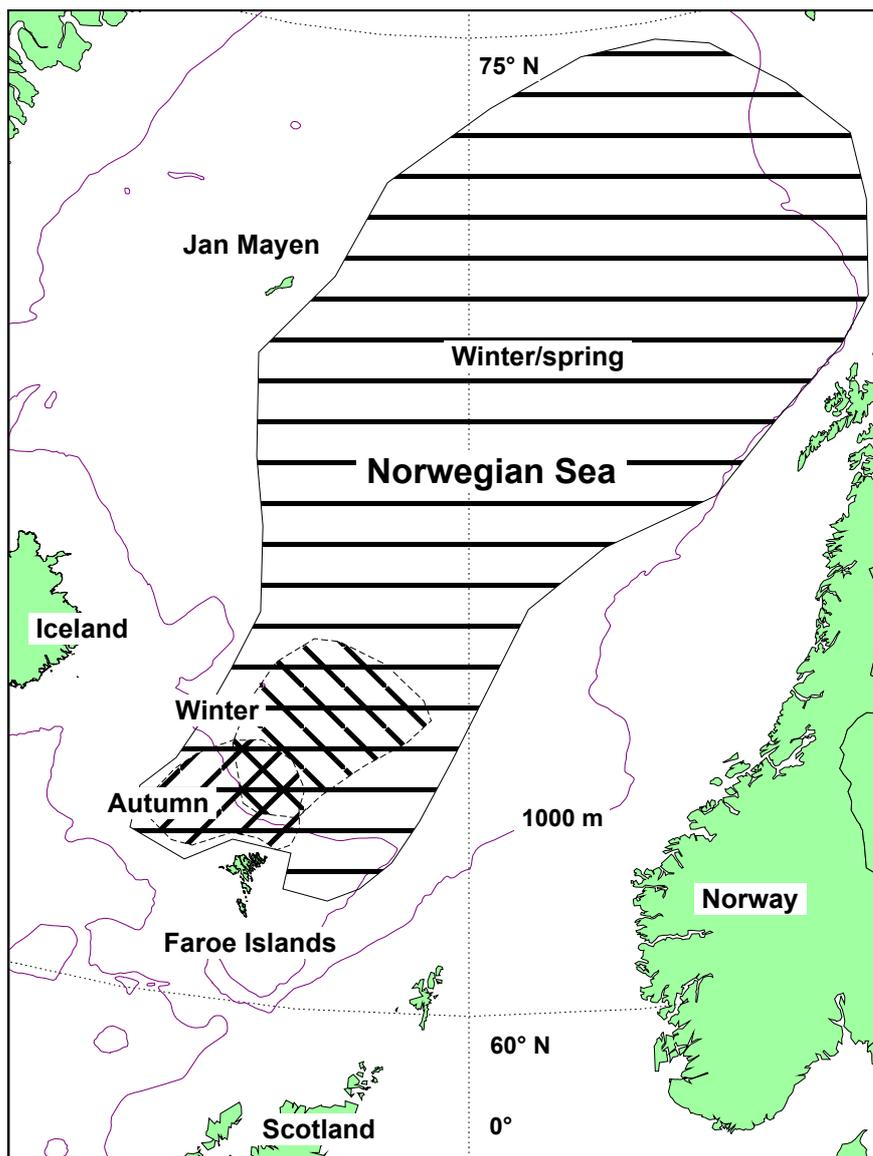 75° N
Jan Mayen
Winter/spring
Norwegian Sea
Iceland
Winter
Autumn
1000 m
Norway
Faroe Islands
60° N
0°
Scotland